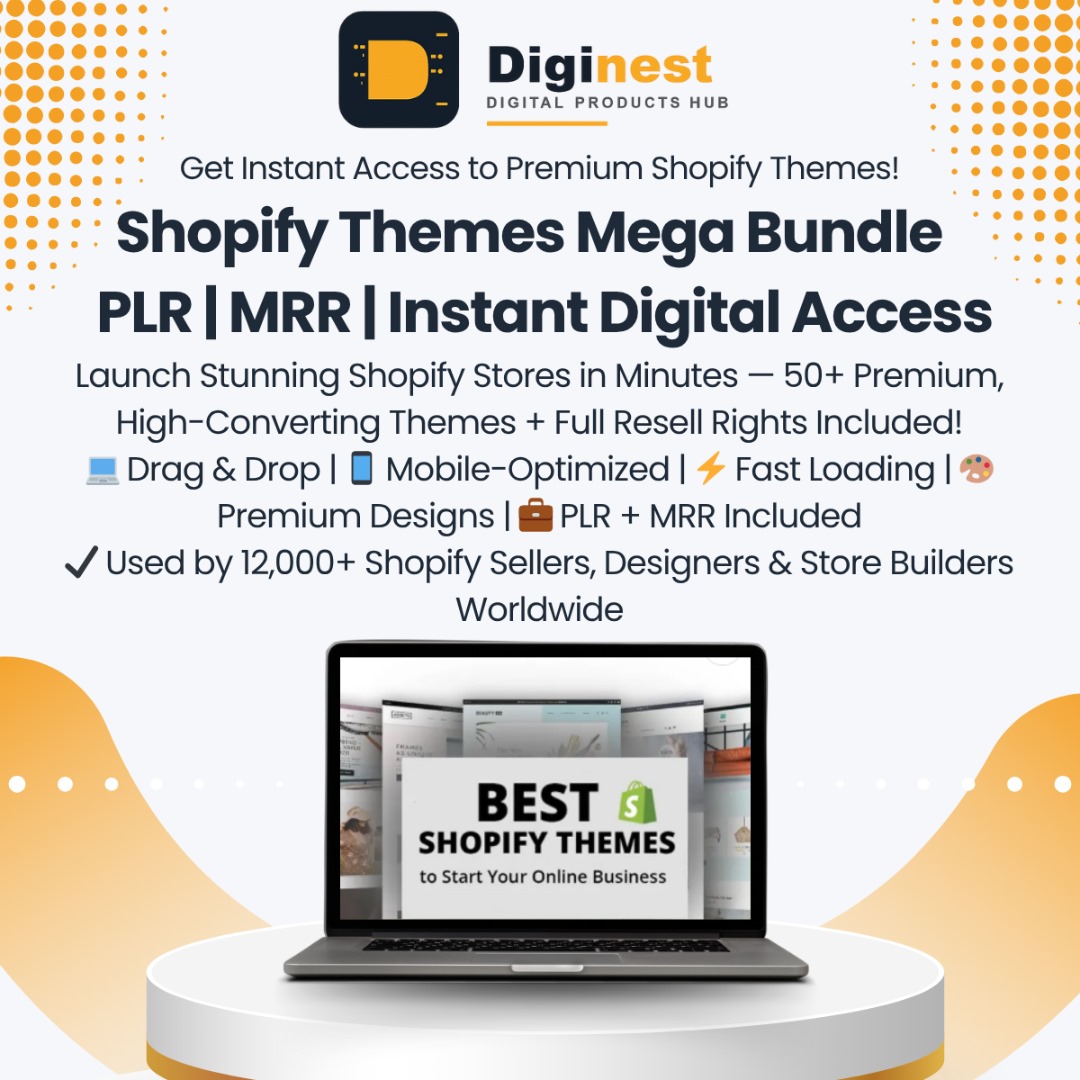 Diginest
DIGITAL PRODUCTS HUB
Get Instant Access to Premium Shopify Themes!
Shopify Themes Mega Bundle
PLR | MRR | Instant Digital Access
Launch Stunning Shopify Stores in Minutes — 50+ Premium,
High-Converting Themes + Full Resell Rights Included!
💻 Drag & Drop | 📱 Mobile-Optimized | ⚡ Fast Loading | 🎨
Premium Designs | 💼 PLR + MRR Included
✔ Used by 12,000+ Shopify Sellers, Designers & Store Builders
Worldwide
BEST
SHOPIFY THEMES
to Start Your Online Business